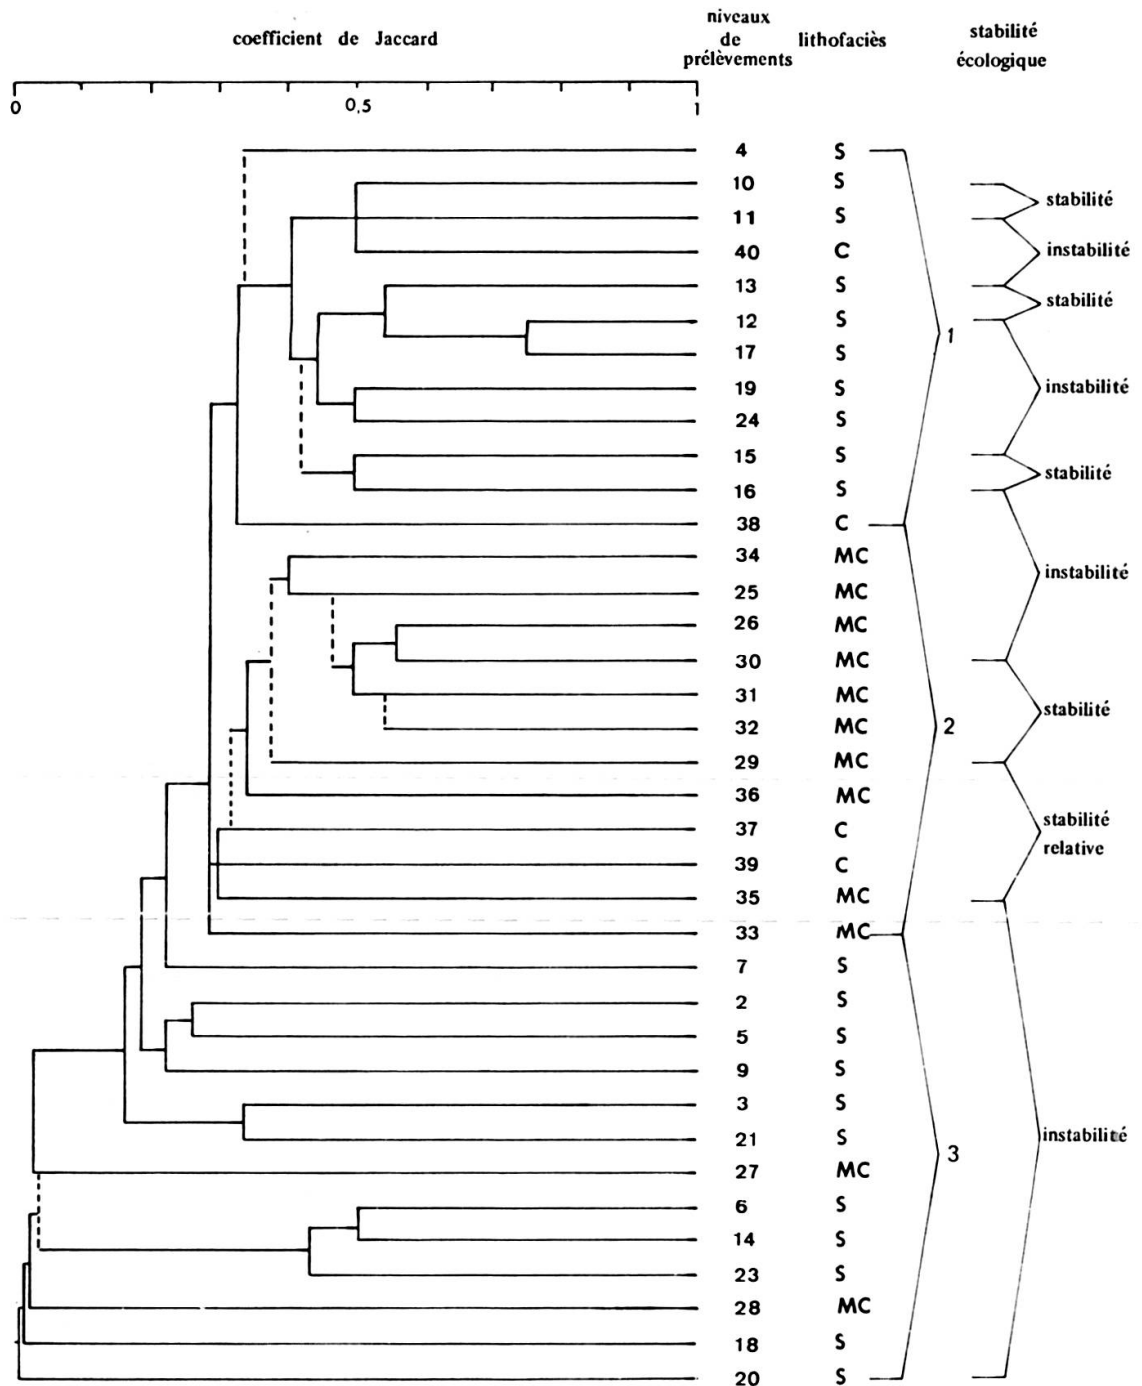 coefficient de Jaccard
niveaux
de
prélèvements
lithofaciès
stabilité
écologique
0
0,5
1
4 S
10 S
11 S
40 C
13 S
12 S
17 S
19 S
24 S
15 S
16 S
38 C
34 MC
25 MC
26 MC
30 MC
31 MC
32 MC
29 MC
36 MC
37 C
39 C
35 MC
33 MC
7 S
2 S
5 S
9 S
3 S
21 S
27 MC
6 S
14 S
23 S
28 MC
18 S
20 S
1
2
3
stabilité
instabilité
stabilité
instabilité
stabilité
instabilité
stabilité
stabilité
relative
instabilité